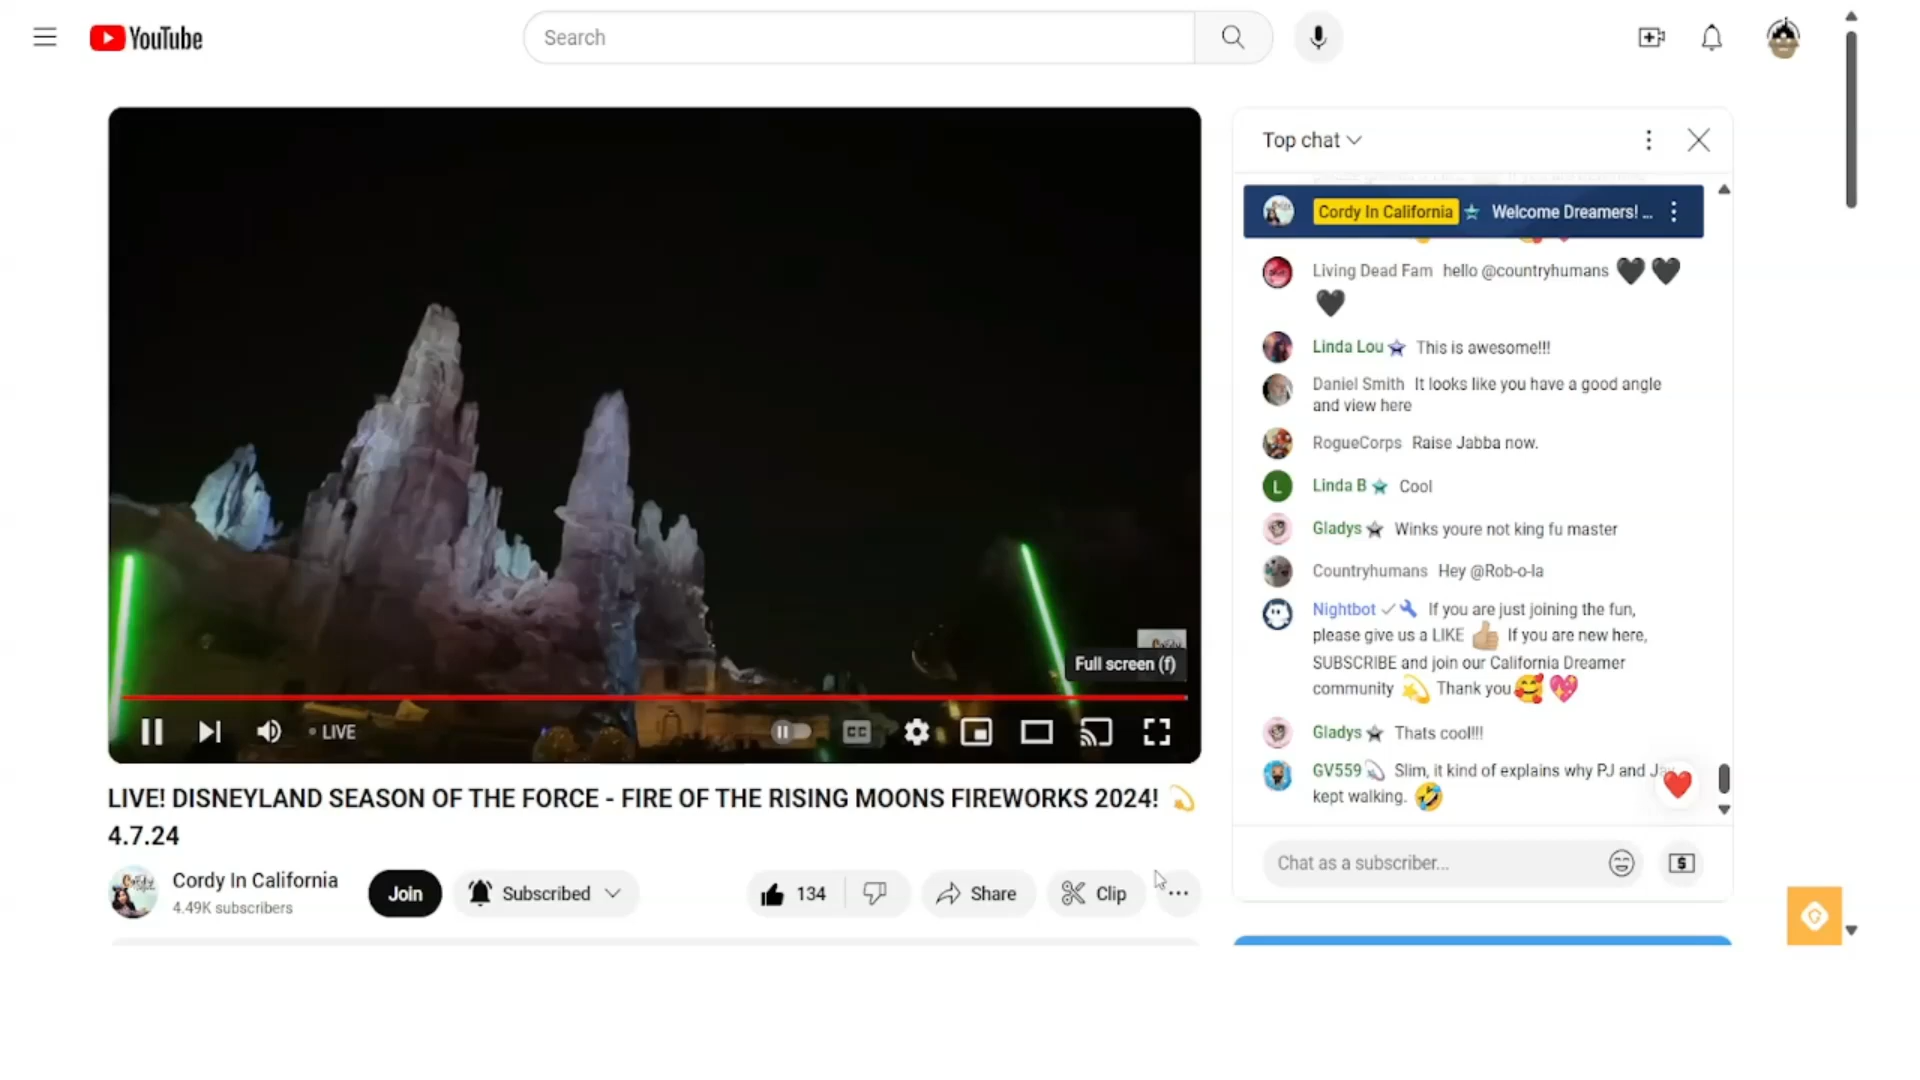 YouTube
Search
Top chat
Cordy In California Welcome Dreamers! ...
Living Dead Fam hello @countryhumans 🖤 🖤
🖤
Linda Lou This is awesome!!!
Daniel Smith It looks like you have a good angle
and view here
RogueCorps Raise Jabba now.
L Linda B Cool
Gladys Winks youre not king fu master
Countryhumans Hey @Rob-o-la
Nightbot If you are just joining the fun,
please give us a LIKE 👍 If you are new here,
SUBSCRIBE and join our California Dreamer
community 💫 Thank you 🥰 💖
Gladys Thats cool!!!
GV559 Slim, it kind of explains why PJ and
kept walking. 🤣
Chat as a subscriber...
Full screen (f)
LIVE
CC
LIVE! DISNEYLAND SEASON OF THE FORCE - FIRE OF THE RISING MOONS FIREWORKS 2024! 💫
4.7.24
Cordy In California
4.49K subscribers
Join
Subscribed
134
Share
Clip